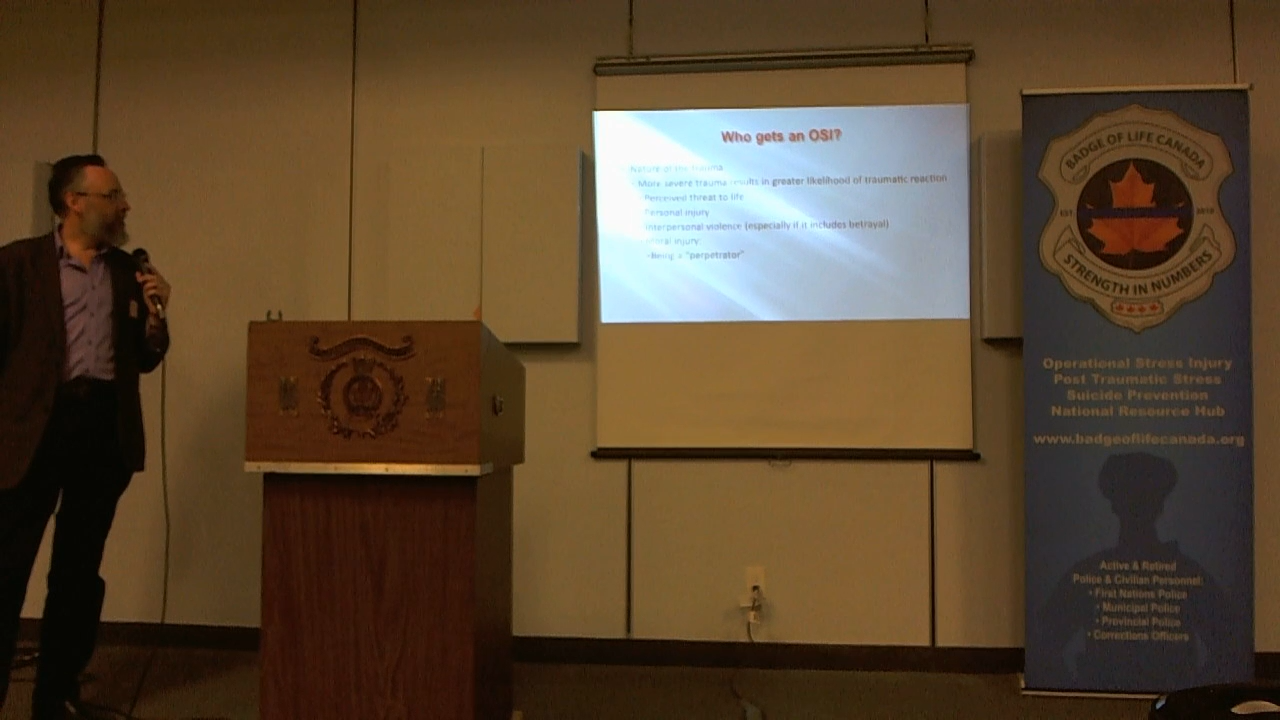 Who gets an OSI?
Nature of the trauma
- More severe trauma results in greater likelihood of traumatic reaction
Perceived threat to life
Personal injury
Interpersonal violence (especially if it includes betrayal)
injury:
-being a "perpetrator"
BADGE OF LIFE CANADA
EST. 2010
STRENGTH IN NUMBERS
Operational Stress Injury
Post Traumatic Stress
Suicide Prevention
National Resource Hub
www.badgeoflifecanada.org
Active & Retired
Police & Civilian Personnel:
• First Nations Police
• Municipal Police
• Provincial Police
• Corrections Officers